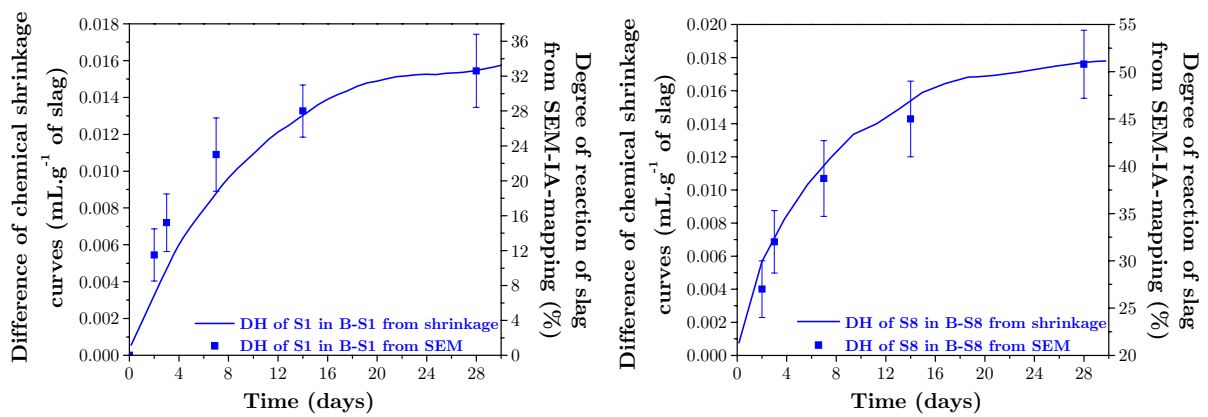 Difference of chemical shrinkage
curves (mL.g⁻¹ of slag)
0.018
0.016
0.014
0.012
0.010
0.008
0.006
0.004
0.002
0.000
36
32
28
24
20
16
12
8
4
0
Degree of reaction of slag
from SEM-IA-mapping (%)
DH of S1 in B-S1 from shrinkage
DH of S1 in B-S1 from SEM
0 4 8 12 16 20 24 28
Time (days)
Difference of chemical shrinkage
curves (mL.g⁻¹ of slag)
0.020
0.018
0.016
0.014
0.012
0.010
0.008
0.006
0.004
0.002
0.000
55
50
45
40
35
30
25
20
Degree of reaction of slag
from SEM-IA-mapping (%)
DH of S8 in B-S8 from shrinkage
DH of S8 in B-S8 from SEM
0 4 8 12 16 20 24 28
Time (days)